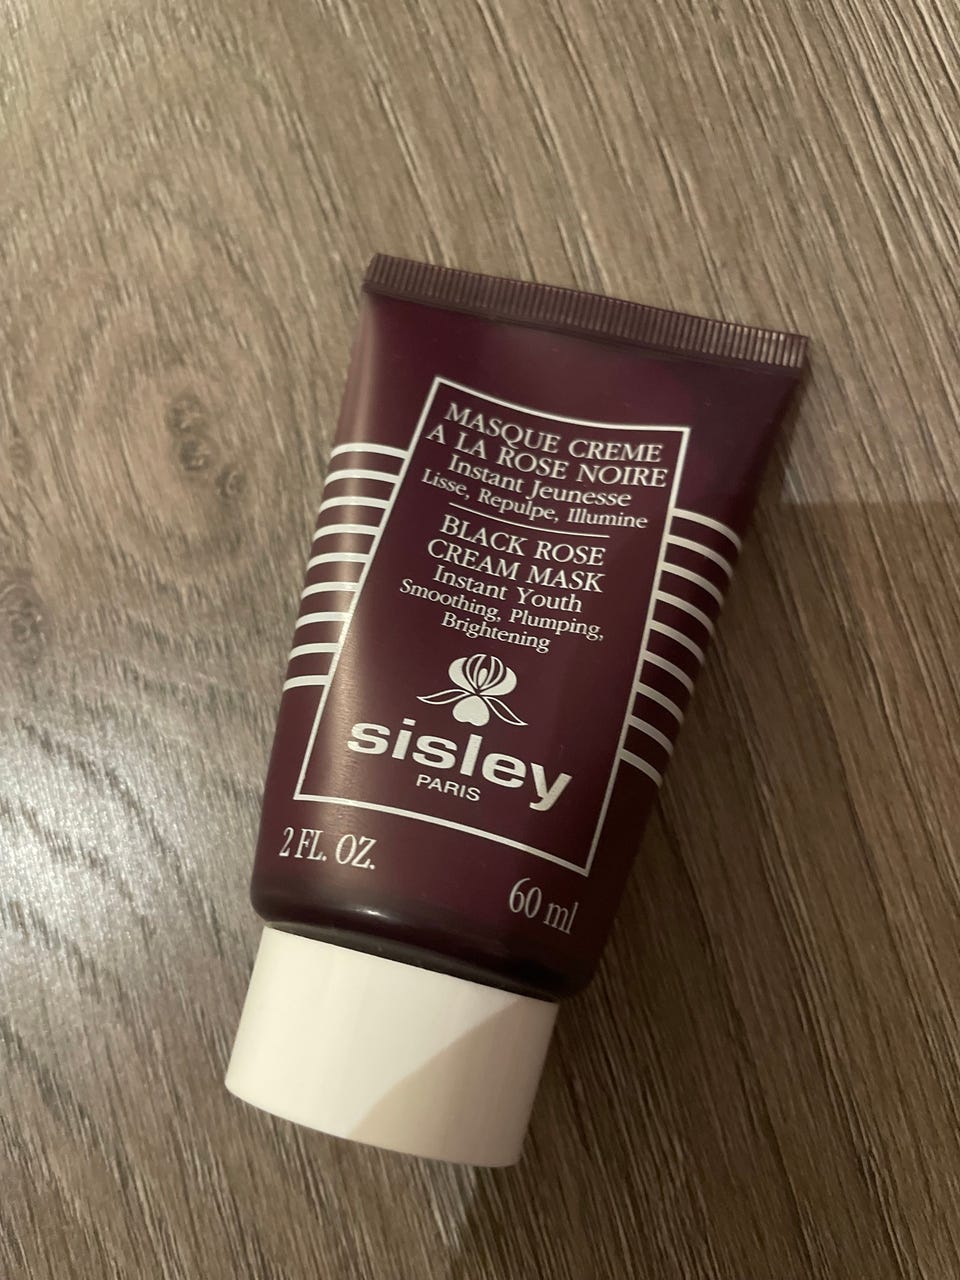 MASQUE CREME
A LA ROSE NOIRE
Instant Jeunesse
Lisse, Repulpe, Illumine
BLACK ROSE
CREAM MASK
Instant Youth
Smoothing, Plumping,
Brightening
sisley
PARIS
2 FL. OZ.
60 ml